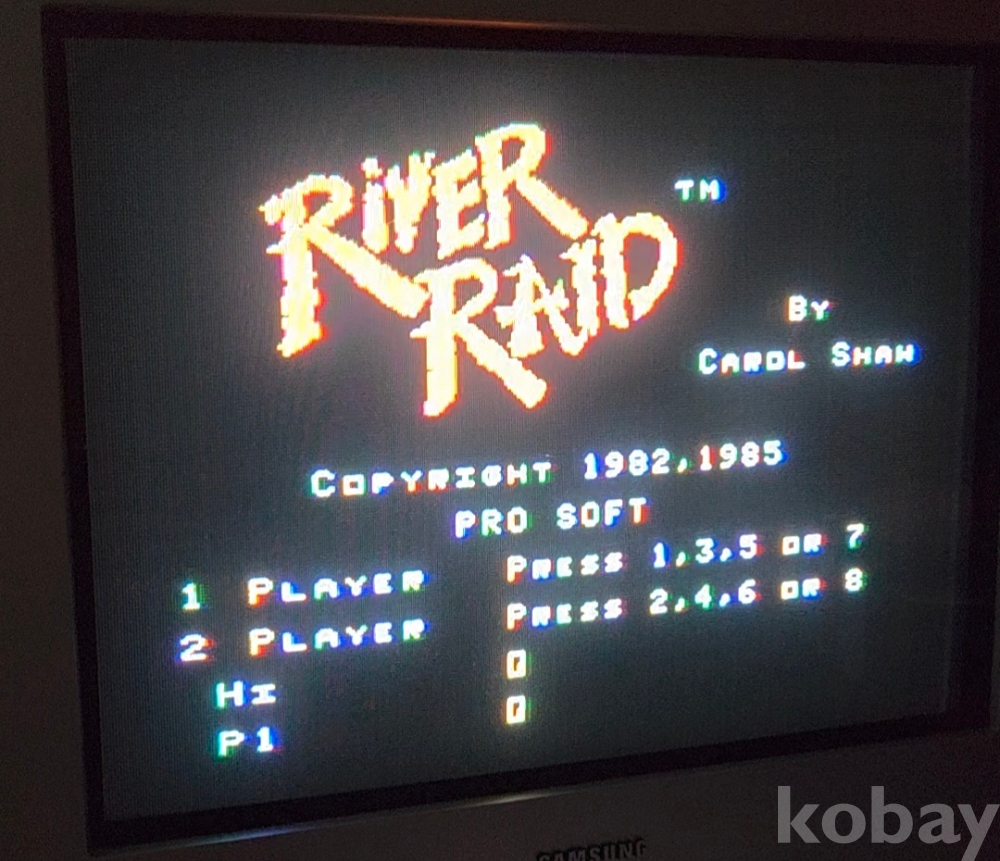 RiVER
RAID
TM
By
Carol Shaw
Copyright 1982,1985
PRO SOFT
1 Player Press 1,3,5 or 7
2 Player Press 2,4,6 or 8
Hi 0
P1 0
SAMSUNG
kobay